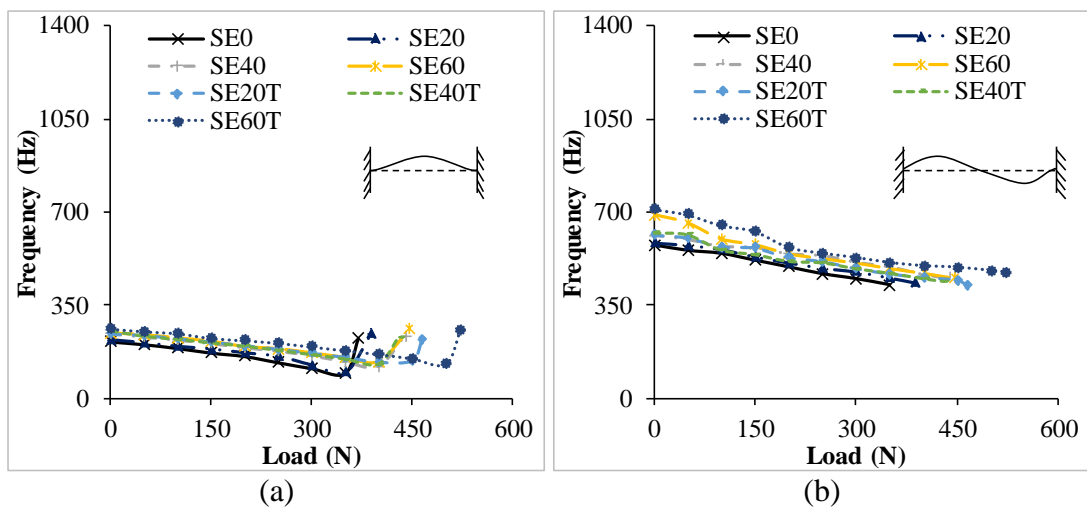 1400
SE0 SE20
SE40 SE60
SE20T SE40T
SE60T
1050
700
350
0
Frequency (Hz)
0 150 300 450 600
Load (N)
(a)
1400
SE0 SE20
SE40 SE60
SE20T SE40T
SE60T
1050
700
350
0
Frequency (Hz)
0 150 300 450 600
Load (N)
(b)